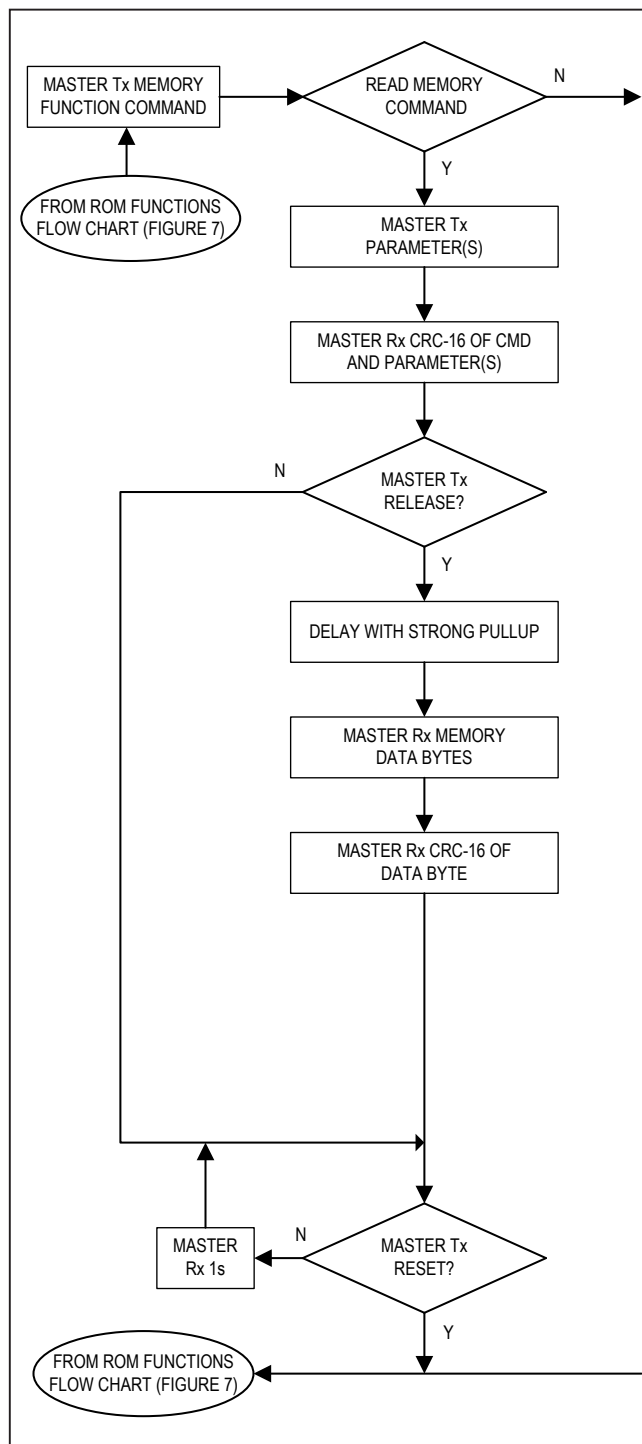 MASTER Tx MEMORY
FUNCTION COMMAND
READ MEMORY
COMMAND
N
Y
FROM ROM FUNCTIONS
FLOW CHART (FIGURE 7)
MASTER Tx
PARAMETER(S)
MASTER Rx CRC-16 OF CMD
AND PARAMETER(S)
N
MASTER Tx
RELEASE?
Y
DELAY WITH STRONG PULLUP
MASTER Rx MEMORY
DATA BYTES
MASTER Rx CRC-16 OF
DATA BYTE
MASTER
Rx 1s
N
MASTER Tx
RESET?
Y
FROM ROM FUNCTIONS
FLOW CHART (FIGURE 7)